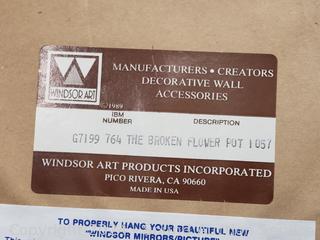 WINDSOR ART
MANUFACTURERS • CREATORS
DECORATIVE WALL
ACCESSORIES
©1989
IBM
NUMBER
DESCRIPTION
G7199 764 THE BROKEN FLOWER POT 1057
WINDSOR ART PRODUCTS INCORPORATED
PICO RIVERA, CA 90660
MADE IN USA
TO PROPERLY HANG YOUR BEAUTIFUL NEW
"WINDSOR MIRRORS/PICTURE"